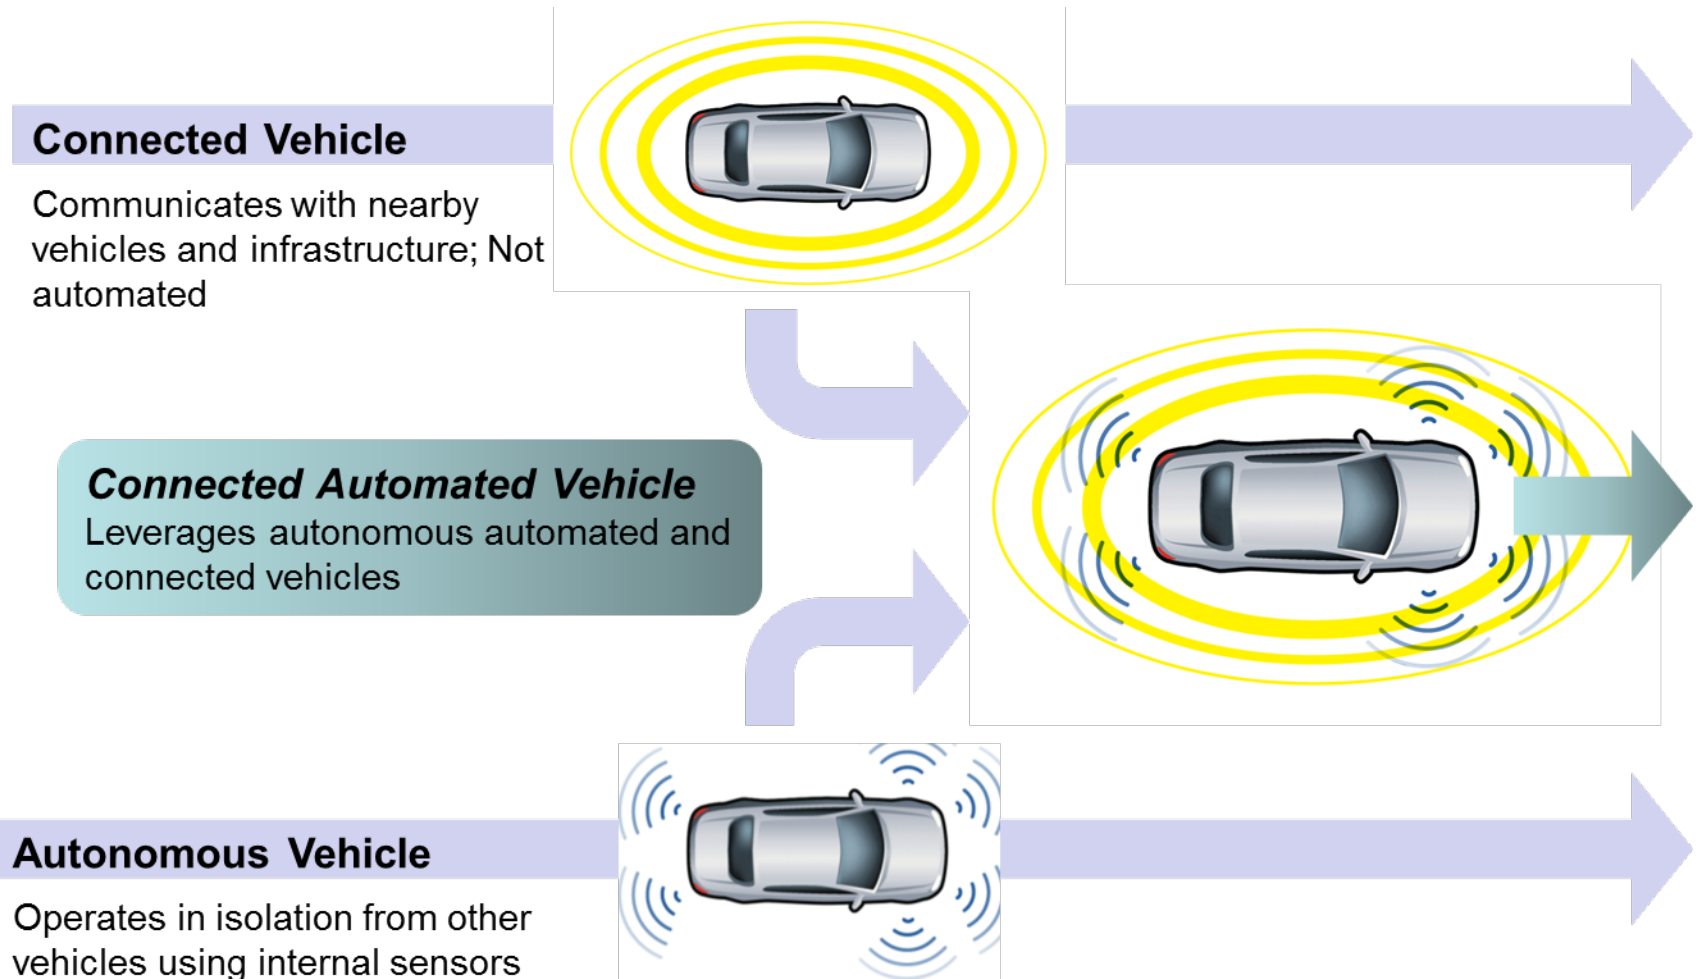 Connected Vehicle
Communicates with nearby
vehicles and infrastructure; Not
automated
Connected Automated Vehicle
Leverages autonomous automated and
connected vehicles
Autonomous Vehicle
Operates in isolation from other
vehicles using internal sensors